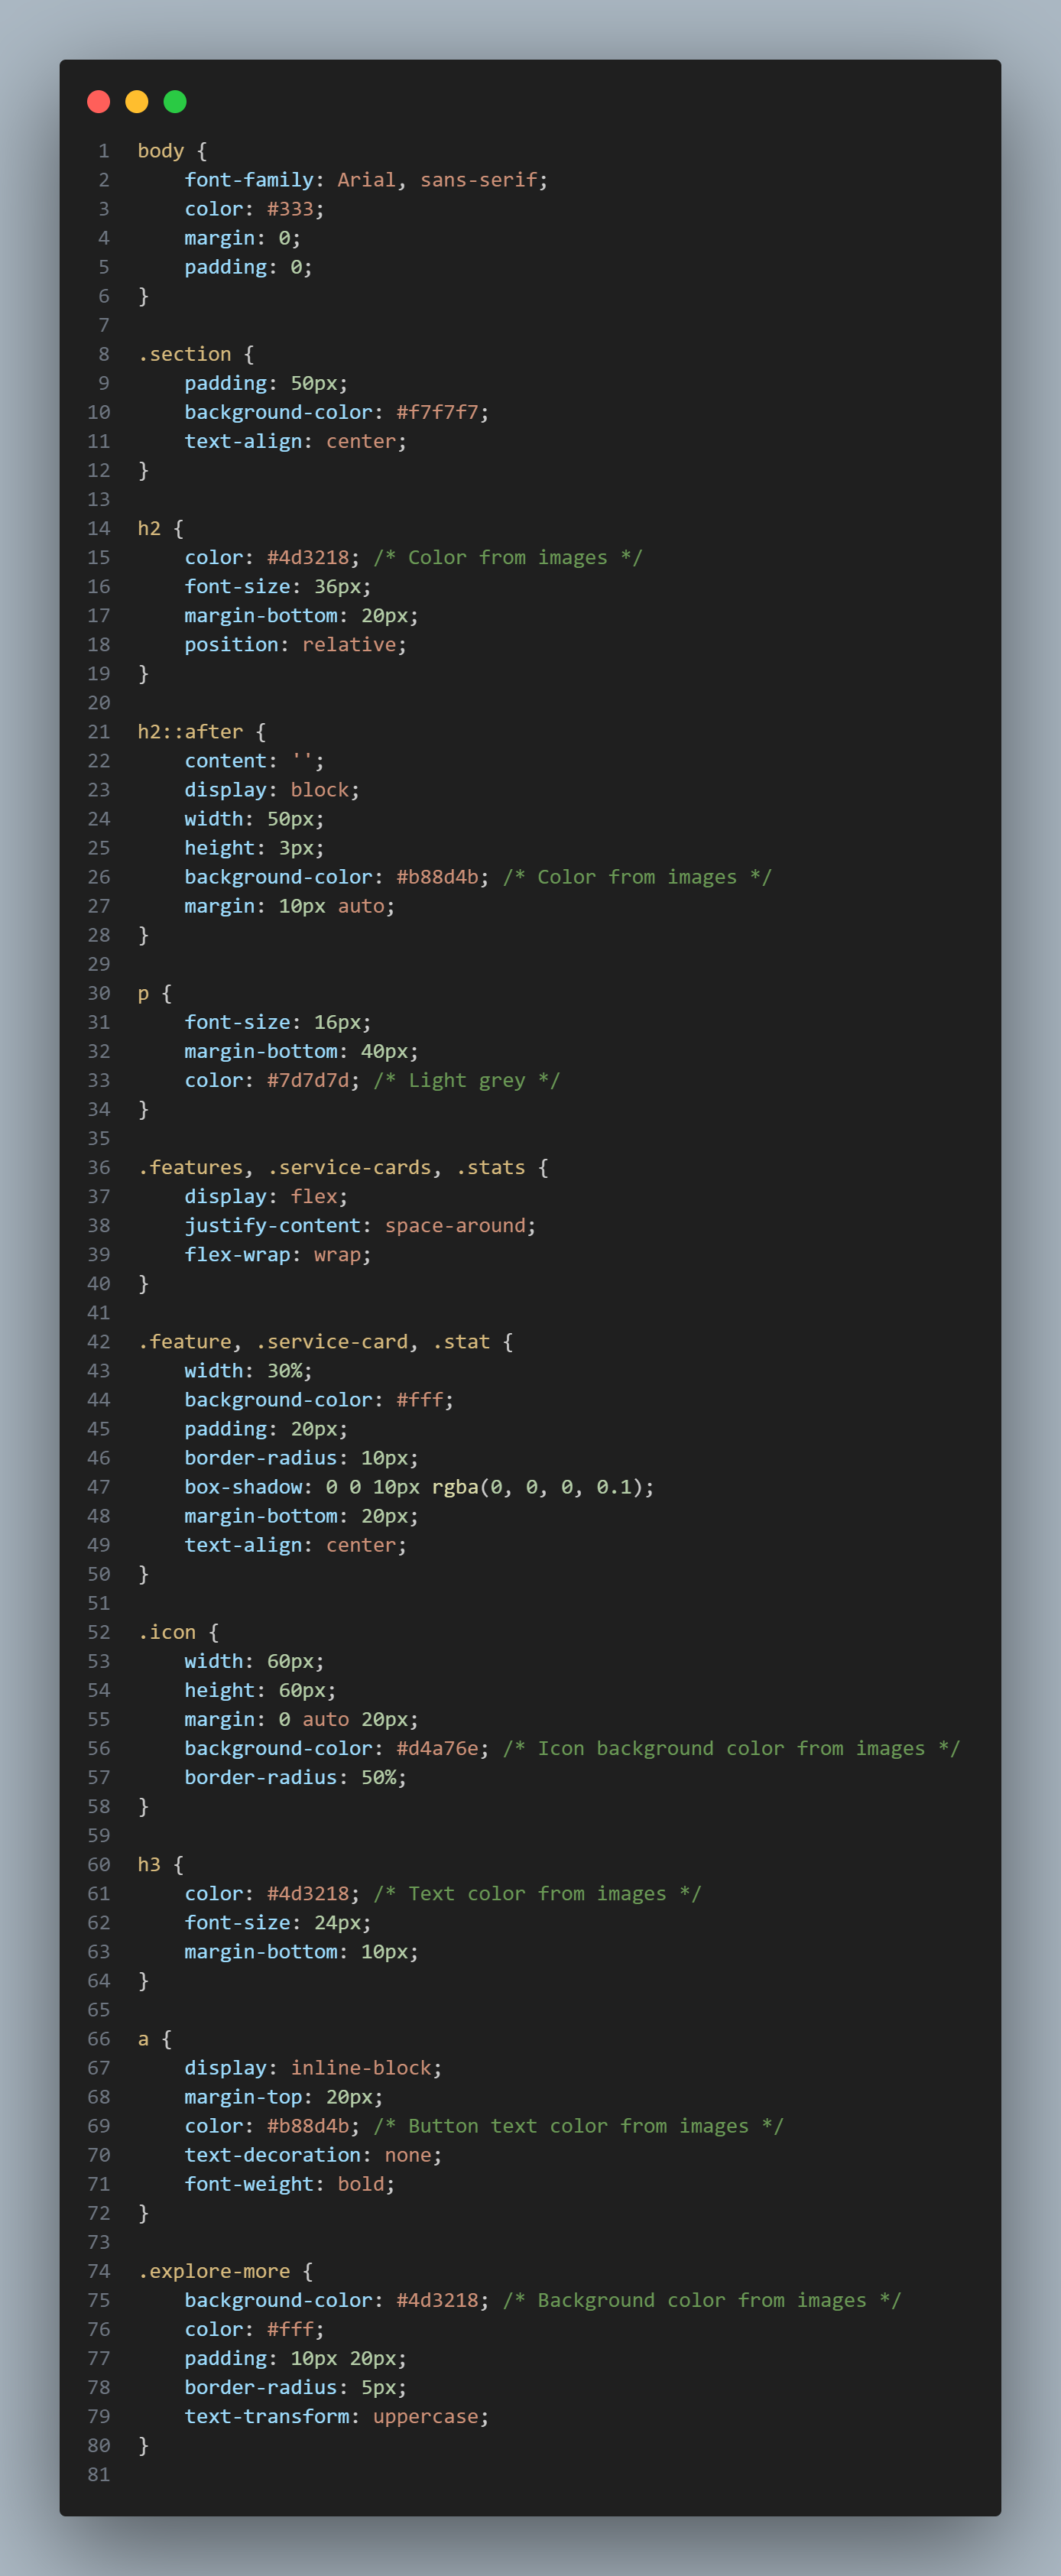 1 body {
2     font-family: Arial, sans-serif;
3     color: #333;
4     margin: 0;
5     padding: 0;
6 }
7
8 .section {
9     padding: 50px;
10     background-color: #f7f7f7;
11     text-align: center;
12 }
13
14 h2 {
15     color: #4d3218; /* Color from images */
16     font-size: 36px;
17     margin-bottom: 20px;
18     position: relative;
19 }
20
21 h2::after {
22     content: '';
23     display: block;
24     width: 50px;
25     height: 3px;
26     background-color: #b88d4b; /* Color from images */
27     margin: 10px auto;
28 }
29
30 p {
31     font-size: 16px;
32     margin-bottom: 40px;
33     color: #7d7d7d; /* Light grey */
34 }
35
36 .features, .service-cards, .stats {
37     display: flex;
38     justify-content: space-around;
39     flex-wrap: wrap;
40 }
41
42 .feature, .service-card, .stat {
43     width: 30%;
44     background-color: #fff;
45     padding: 20px;
46     border-radius: 10px;
47     box-shadow: 0 0 10px rgba(0, 0, 0, 0.1);
48     margin-bottom: 20px;
49     text-align: center;
50 }
51
52 .icon {
53     width: 60px;
54     height: 60px;
55     margin: 0 auto 20px;
56     background-color: #d4a76e; /* Icon background color from images */
57     border-radius: 50%;
58 }
59
60 h3 {
61     color: #4d3218; /* Text color from images */
62     font-size: 24px;
63     margin-bottom: 10px;
64 }
65
66 a {
67     display: inline-block;
68     margin-top: 20px;
69     color: #b88d4b; /* Button text color from images */
70     text-decoration: none;
71     font-weight: bold;
72 }
73
74 .explore-more {
75     background-color: #4d3218; /* Background color from images */
76     color: #fff;
77     padding: 10px 20px;
78     border-radius: 5px;
79     text-transform: uppercase;
80 }
81